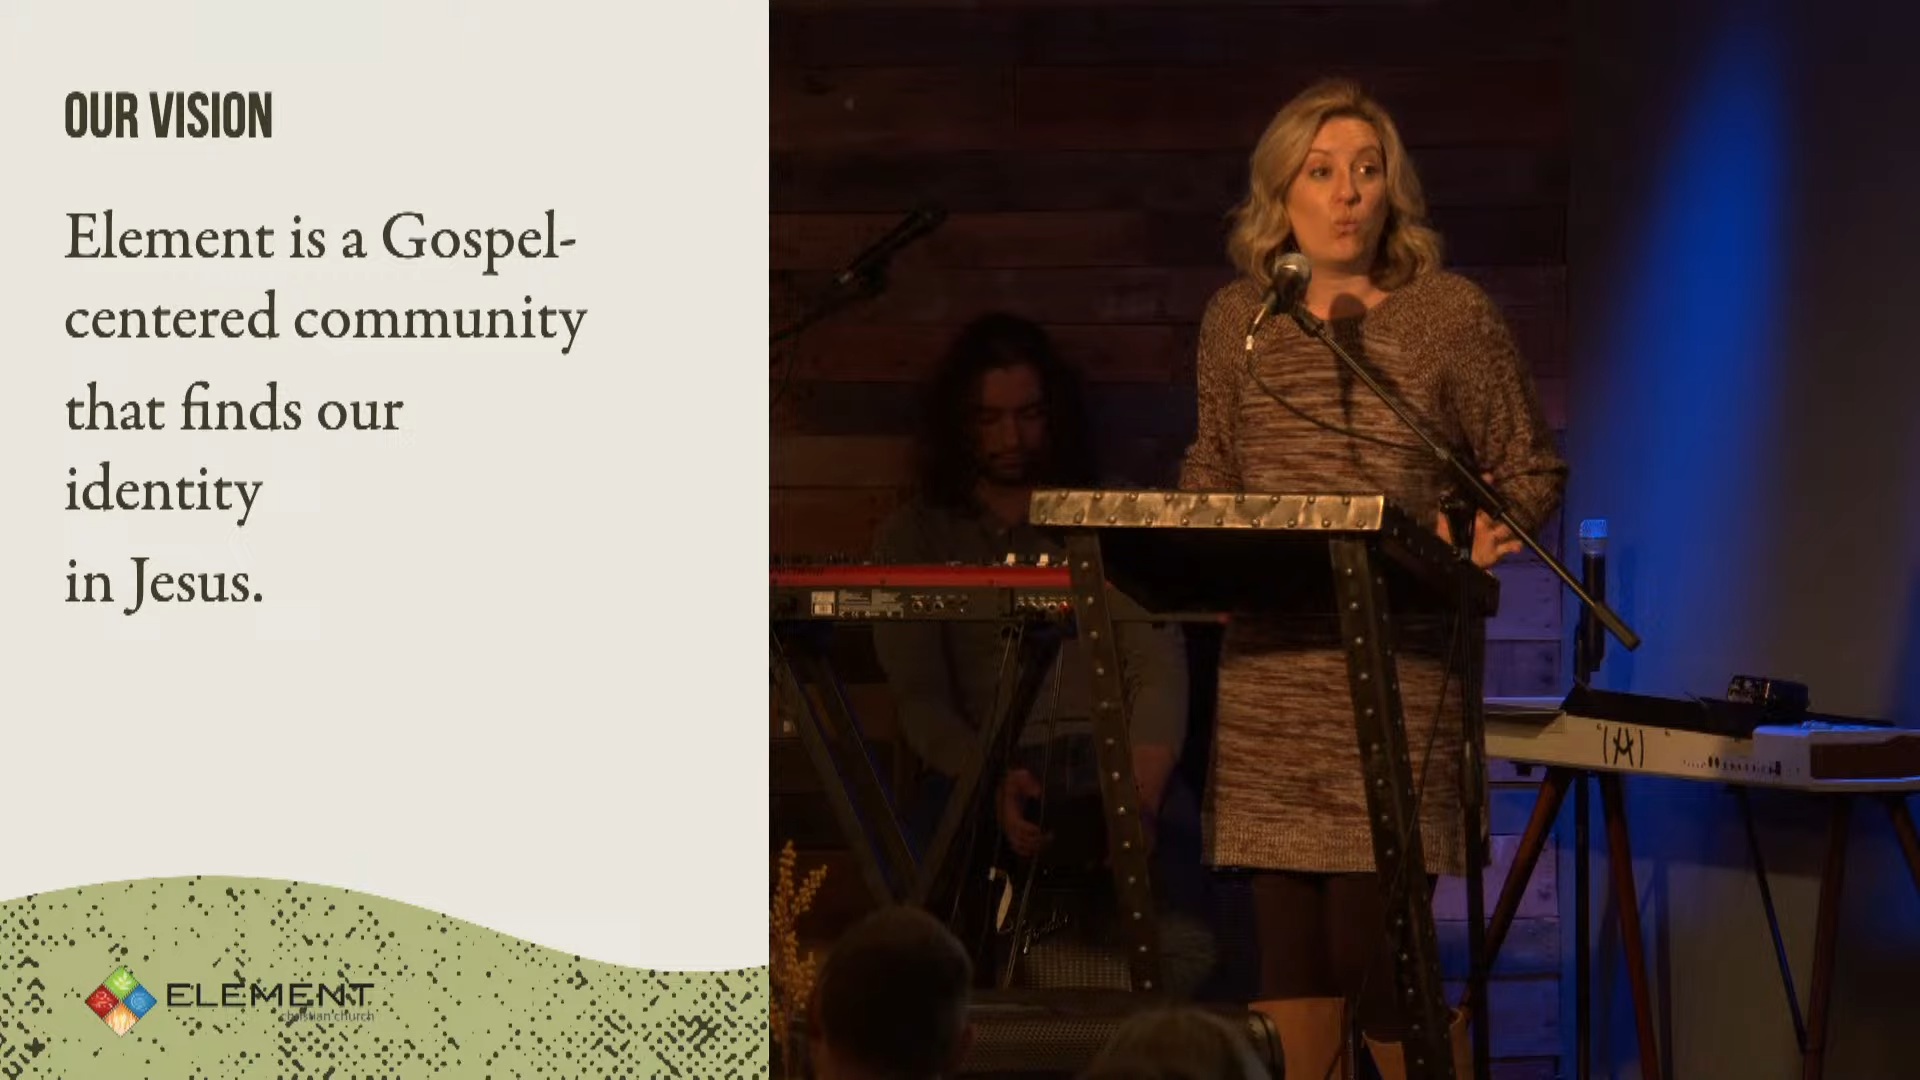 OUR VISION
Element is a Gospel-
centered community
that finds our
identity
in Jesus.
ELEMENT
christian church